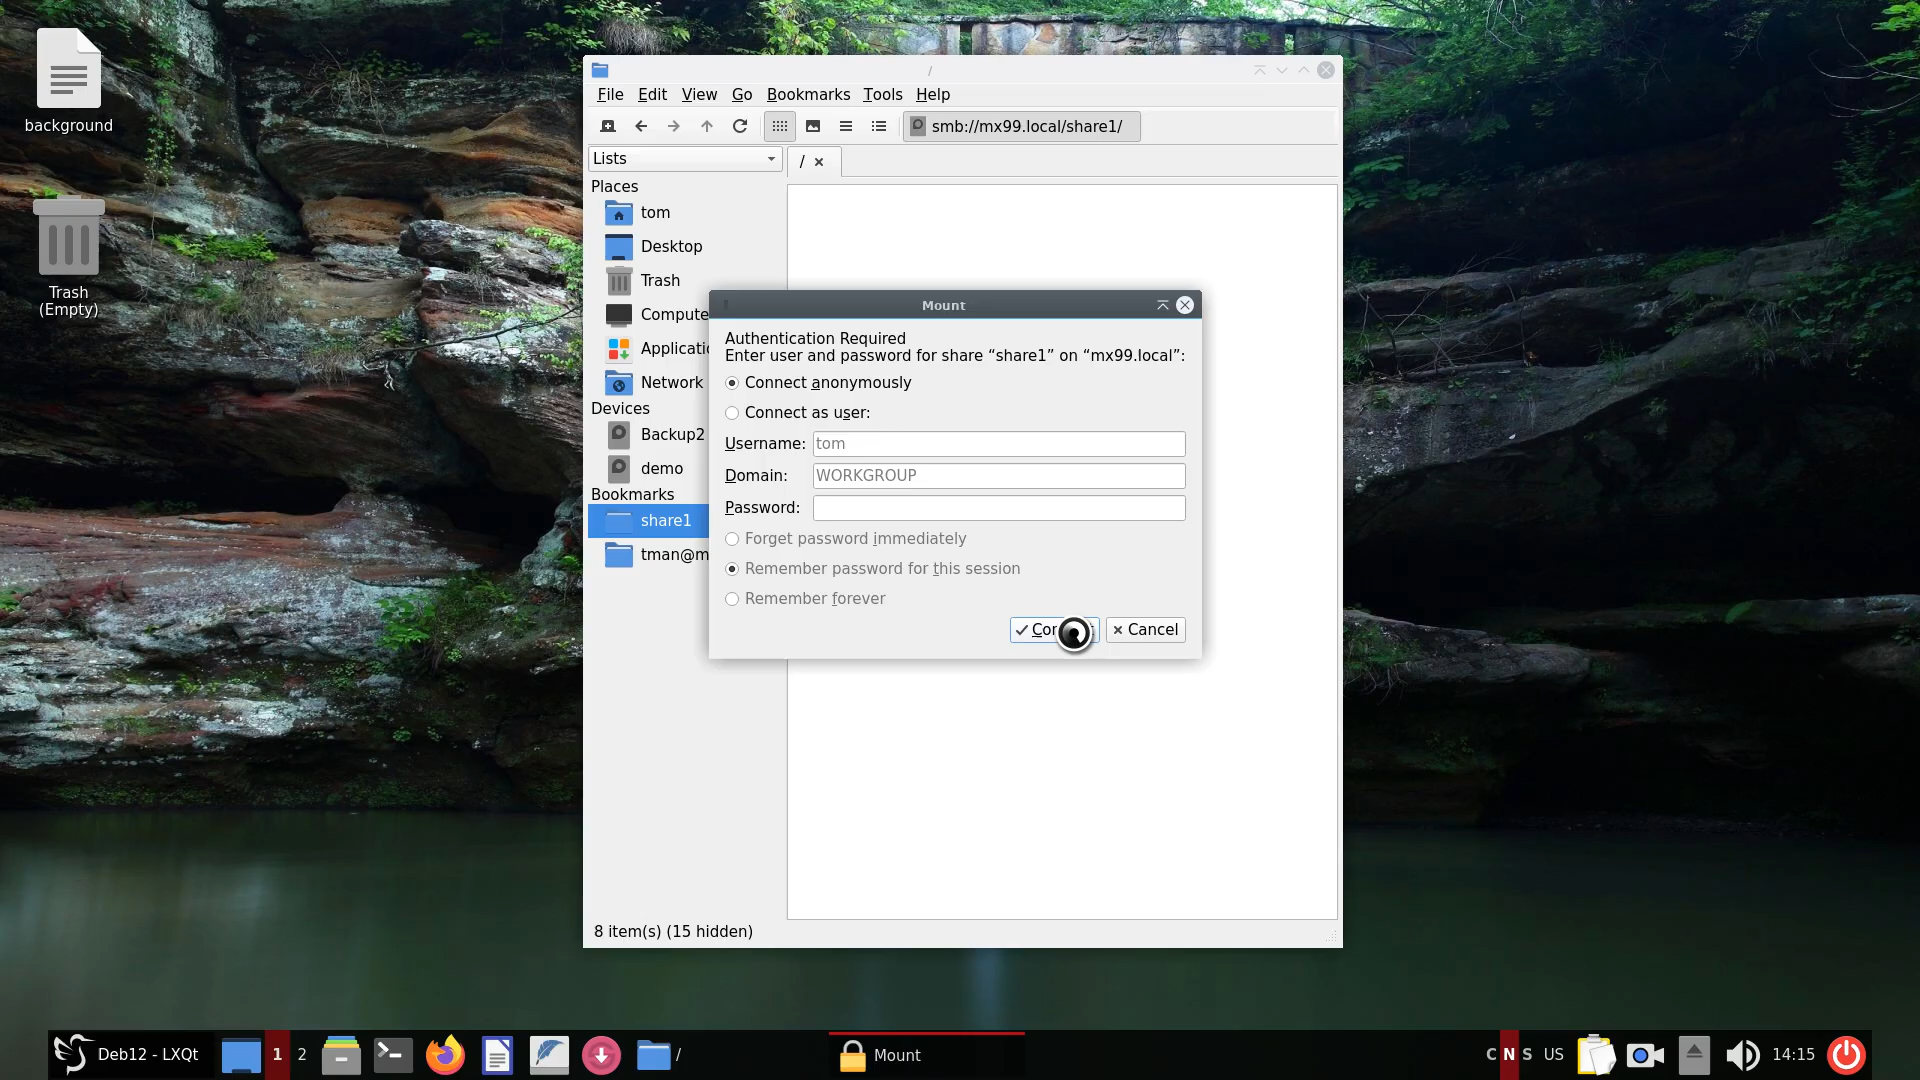 background
Trash
(Empty)
/
File Edit View Go Bookmarks Tools Help
smb://mx99.local/share1/
Lists
/
Places
tom
Desktop
Trash
Compute
Applicatio
Network
Devices
Backup2
demo
Bookmarks
share1
tman@m
Mount
Authentication Required
Enter user and password for share “share1” on “mx99.local”:
Connect anonymously
Connect as user:
Username: tom
Domain: WORKGROUP
Password:
Forget password immediately
Remember password for this session
Remember forever
Cancel
8 item(s) (15 hidden)
Deb12 - LXQt
1 2
/
Mount
C N S US
14:15